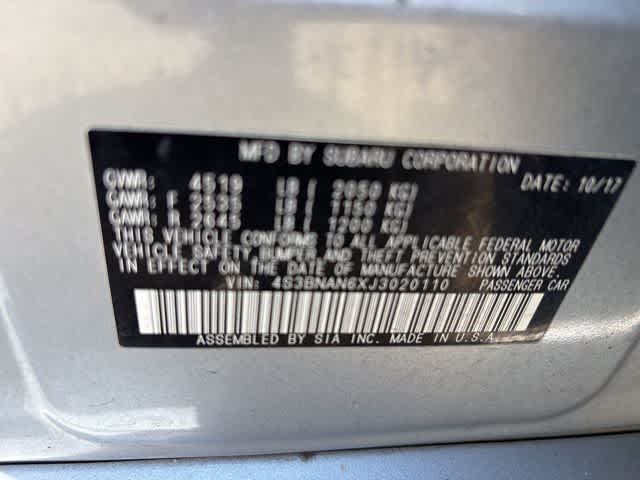 MFD BY SUBARU CORPORATION
DATE: 10/17
GVWR: 4519 LB ( 2050 KG)
GAWR: F 2535 LB ( 1150 KG)
GAWR: R 2645 LB ( 1200 KG)
THIS VEHICLE CONFORMS TO ALL APPLICABLE FEDERAL MOTOR
VEHICLE SAFETY, BUMPER AND THEFT PREVENTION STANDARDS
IN EFFECT ON THE DATE OF MANUFACTURE SHOWN ABOVE.
VIN: 4S3BNAN6XJ3020110 PASSENGER CAR
ASSEMBLED BY SIA INC. MADE IN U.S.A.